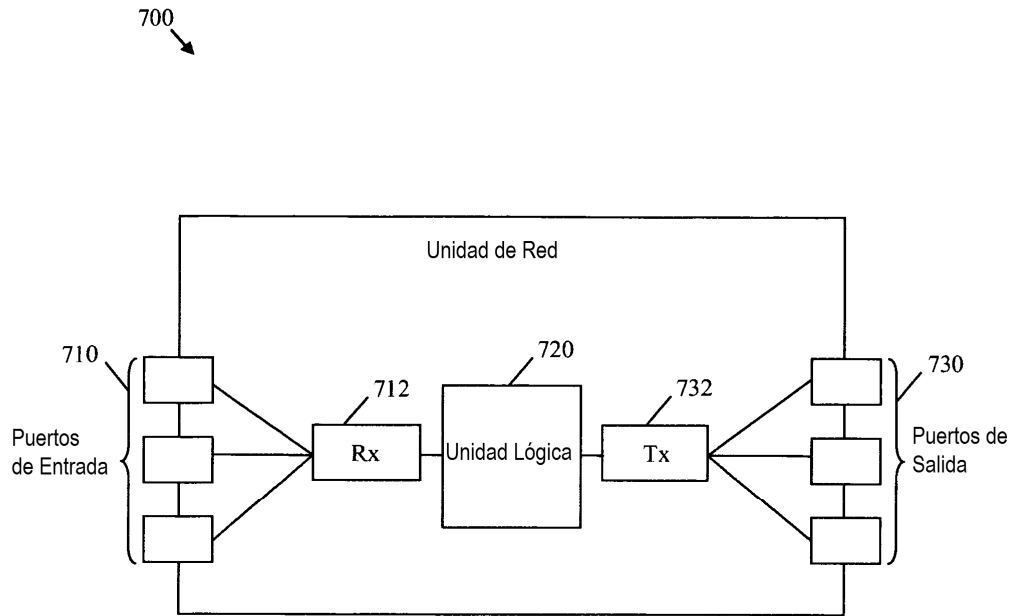 700
Unidad de Red
710
720
730
712
732
Puertos
de Entrada
Rx
Unidad Lógica
Tx
Puertos de
Salida